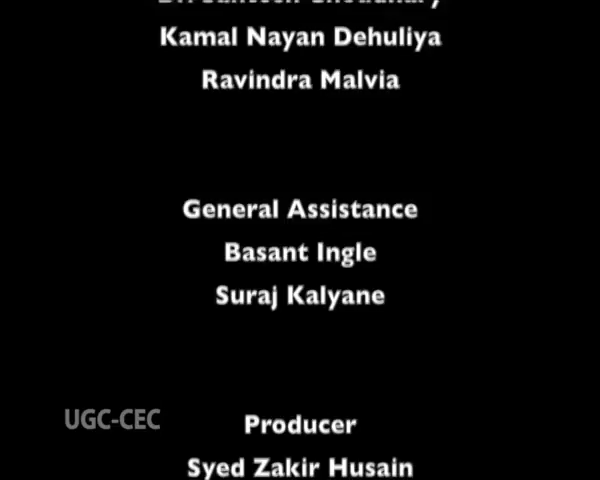 Kamal Nayan Dehuliya
Ravindra Malvia
General Assistance
Basant Ingle
Suraj Kalyane
UGC-CEC
Producer
Syed Zakir Husain